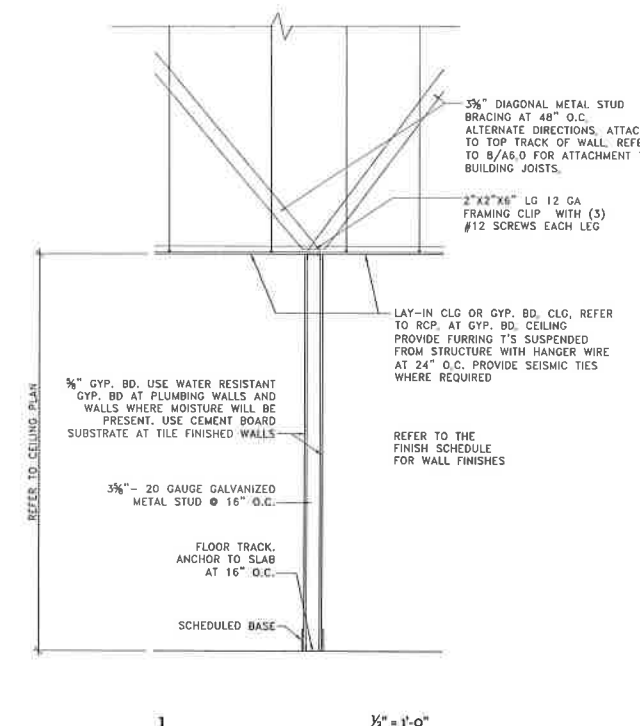 3⅝" DIAGONAL METAL STUD
BRACING AT 48" O.C.
ALTERNATE DIRECTIONS, ATTAC
TO TOP TRACK OF WALL, REFE
TO 8/A6.0 FOR ATTACHMENT
BUILDING JOISTS.
2"X2"X6" LG 12 GA
FRAMING CLIP WITH (3)
#12 SCREWS EACH LEG
LAY-IN CLG OR GYP. BD. CLG, REFER
TO RCP. AT GYP. BD. CEILING
PROVIDE FURRING T'S SUSPENDED
FROM STRUCTURE WITH HANGER WIRE
AT 24" O.C. PROVIDE SEISMIC TIES
WHERE REQUIRED
⅝" GYP. BD. USE WATER RESISTANT
GYP. BD AT PLUMBING WALLS AND
WALLS WHERE MOISTURE WILL BE
PRESENT. USE CEMENT BOARD
SUBSTRATE AT TILE FINISHED WALLS
REFER TO THE
FINISH SCHEDULE
FOR WALL FINISHES
REFER TO CEILING PLAN
3⅝"- 20 GAUGE GALVANIZED
METAL STUD @ 16" O.C.
FLOOR TRACK.
ANCHOR TO SLAB
AT 16" O.C.
SCHEDULED BASE
1 ½" = 1'-0"